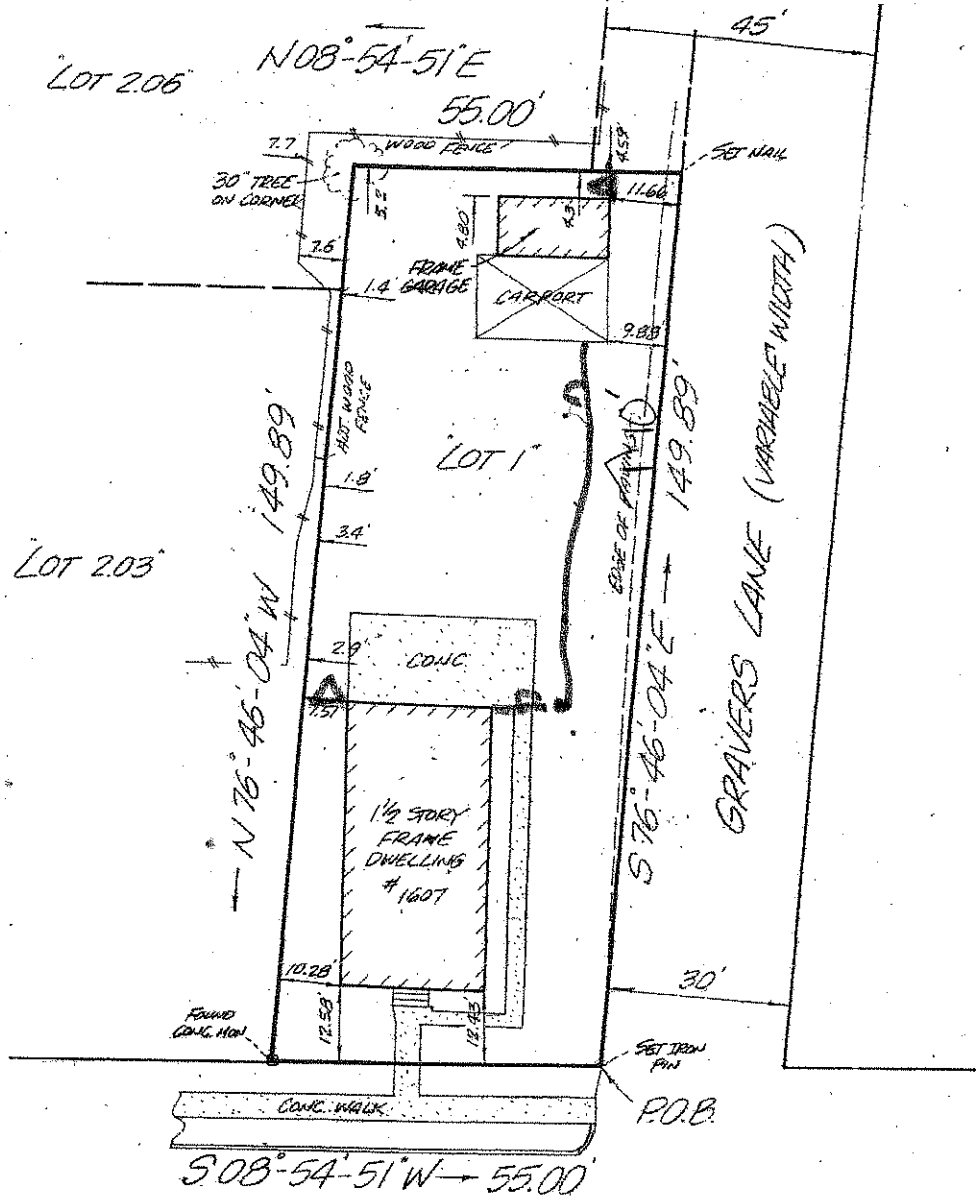 45'
N 08°-54'-51" E
"LOT 2.06"
55.00'
7.7
WOOD FENCE
4.59'
SET NAIL
30" TREE
ON CORNER
5.2
4.3'
11.66'
4.80'
7.6'
FRAME
GARAGE
1.4'
CARPORT
9.88'
GRAVERS LANE (VARIABLE WIDTH)
WOOD
FENCE
149.89'
"LOT 1"
EDGE OF PAVING
149.89'
1.8'
3.4'
"LOT 2.03"
2.9'
CONC
7.51'
N 76°-46'-04" W
S 76°-46'-04" E
1½ STORY
FRAME
DWELLING
# 1607
10.28'
30'
12.58'
12.43'
FOUND
CONC. MON
SET IRON
PIN
CONC. WALK
P.O.B.
S 08°-54'-51" W 55.00'